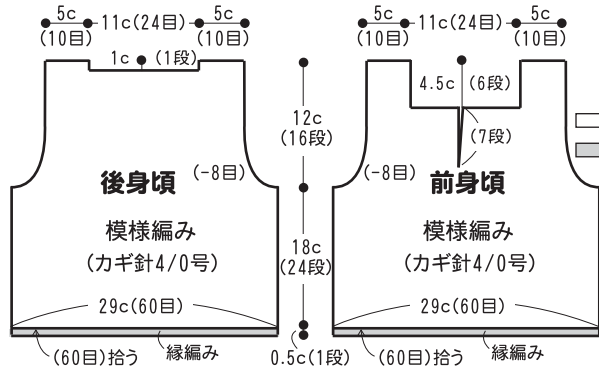 5c 11c(24目) 5c
(10目) (10目)
1c (1段)
(-8目)
後身頃
模様編み
(カギ針4/0号)
29c(60目)
(60目)拾う
縁編み
12c
(16段)
18c
(24段)
0.5c(1段)
5c 11c(24目) 5c
(10目) (10目)
4.5c (6段)
(7段)
(-8目)
前身頃
模様編み
(カギ針4/0号)
29c(60目)
(60目)拾う
縁編み